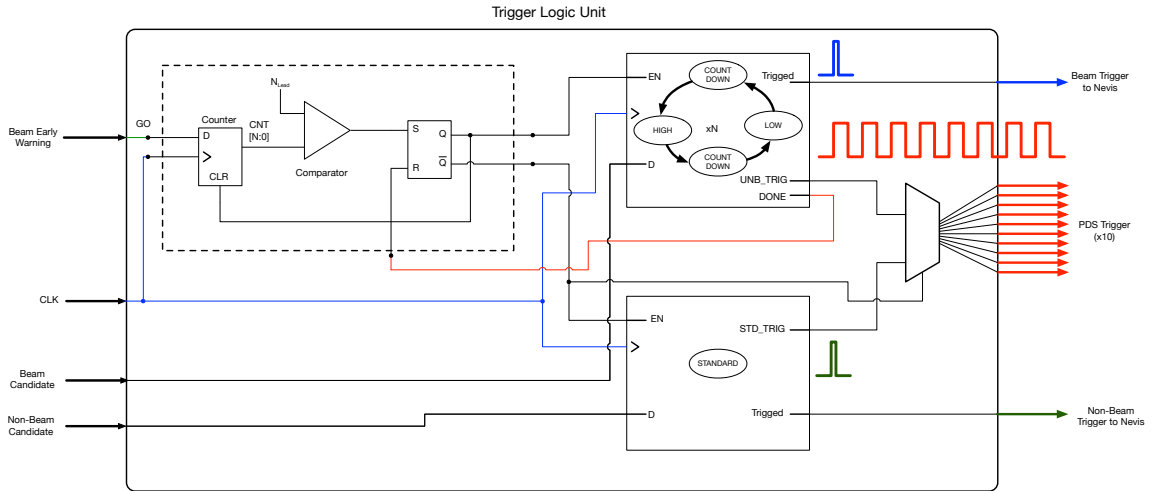 Trigger Logic Unit
Beam Early
Warning
GO
Counter
D
CLR
CNT
[N:0]
NLead
Comparator
S
R
Q
Q
EN
D
COUNT
DOWN
HIGH
xN
LOW
COUNT
DOWN
Trigged
UNB_TRIG
DONE
Beam Trigger
to Nevis
PDS Trigger
(x10)
CLK
EN
STD_TRIG
STANDARD
D
Trigged
Beam
Candidate
Non-Beam
Candidate
Non-Beam
Trigger to Nevis